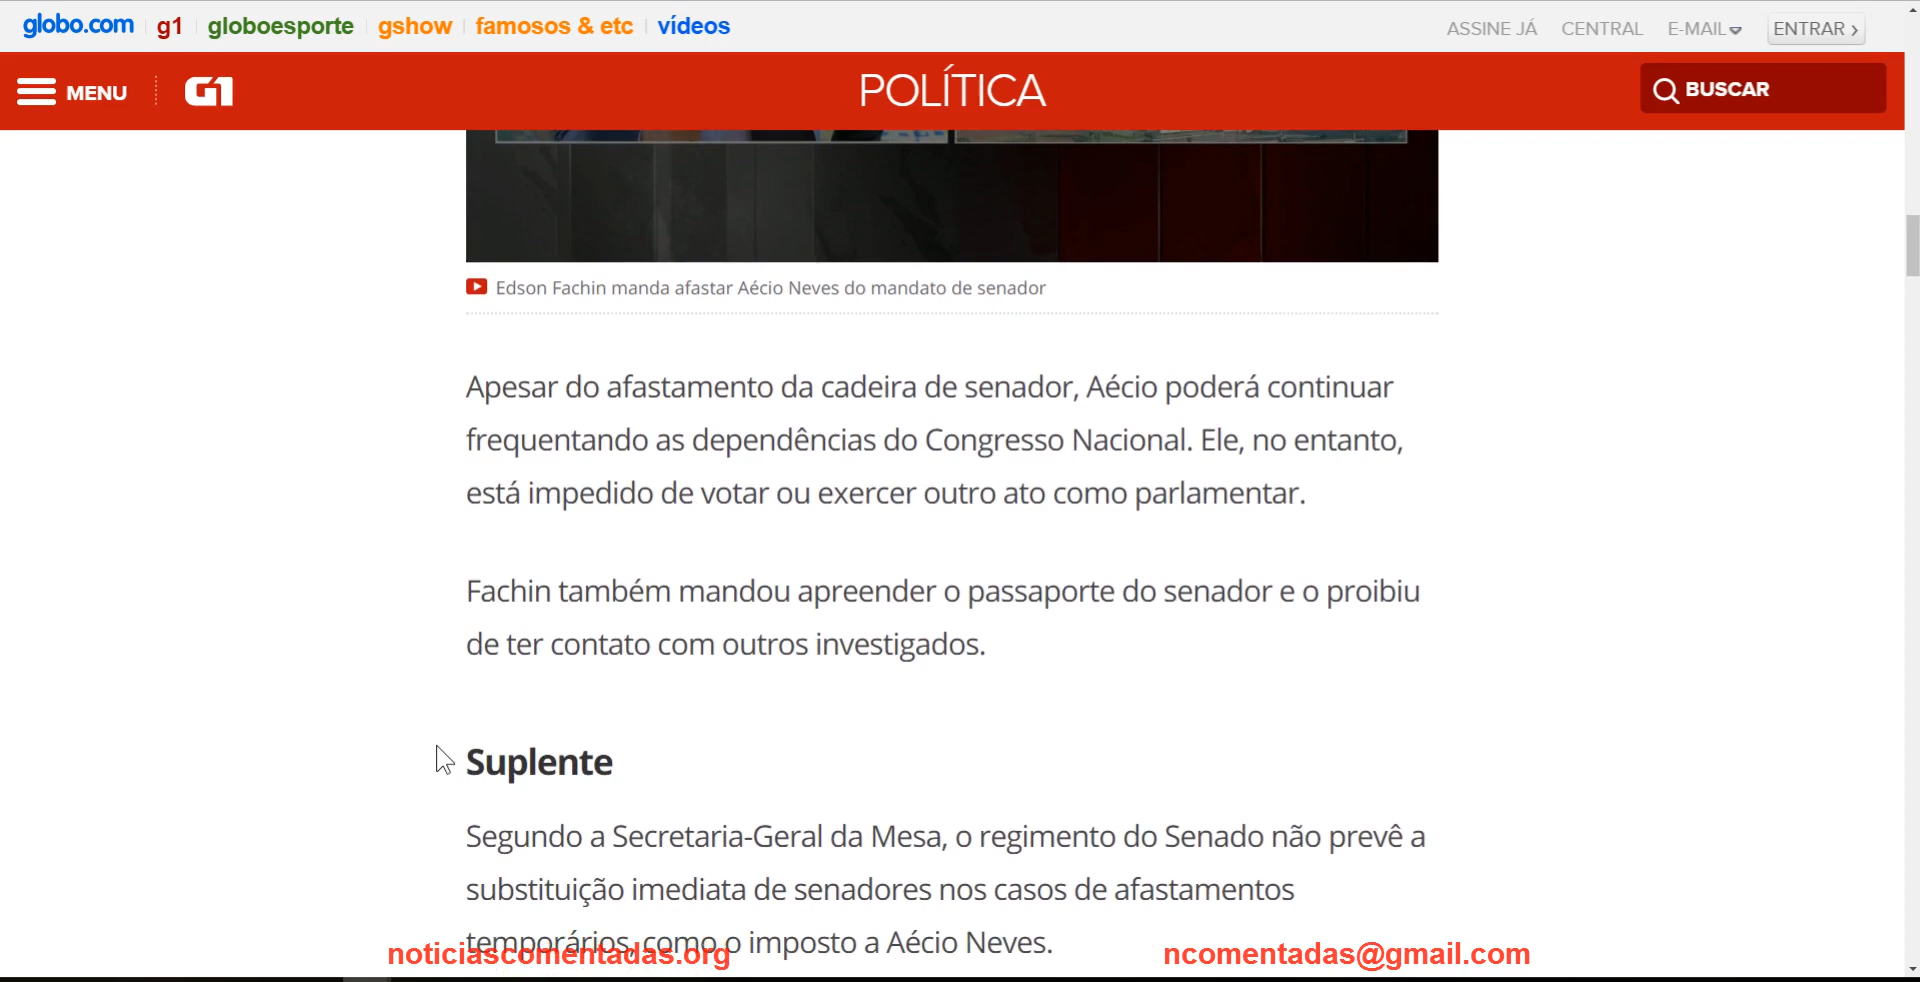 globo.com g1 globoesporte gshow famosos & etc vídeos ASSINE JÁ CENTRAL E-MAIL ENTRAR
MENU G1 POLÍTICA BUSCAR
Edson Fachin manda afastar Aécio Neves do mandato de senador
Apesar do afastamento da cadeira de senador, Aécio poderá continuar
frequentando as dependências do Congresso Nacional. Ele, no entanto,
está impedido de votar ou exercer outro ato como parlamentar.
Fachin também mandou apreender o passaporte do senador e o proibiu
de ter contato com outros investigados.
Suplente
Segundo a Secretaria-Geral da Mesa, o regimento do Senado não prevê a
substituição imediata de senadores nos casos de afastamentos
temporários, como o imposto a Aécio Neves.
noticiascomentadas.org ncomentadas@gmail.com